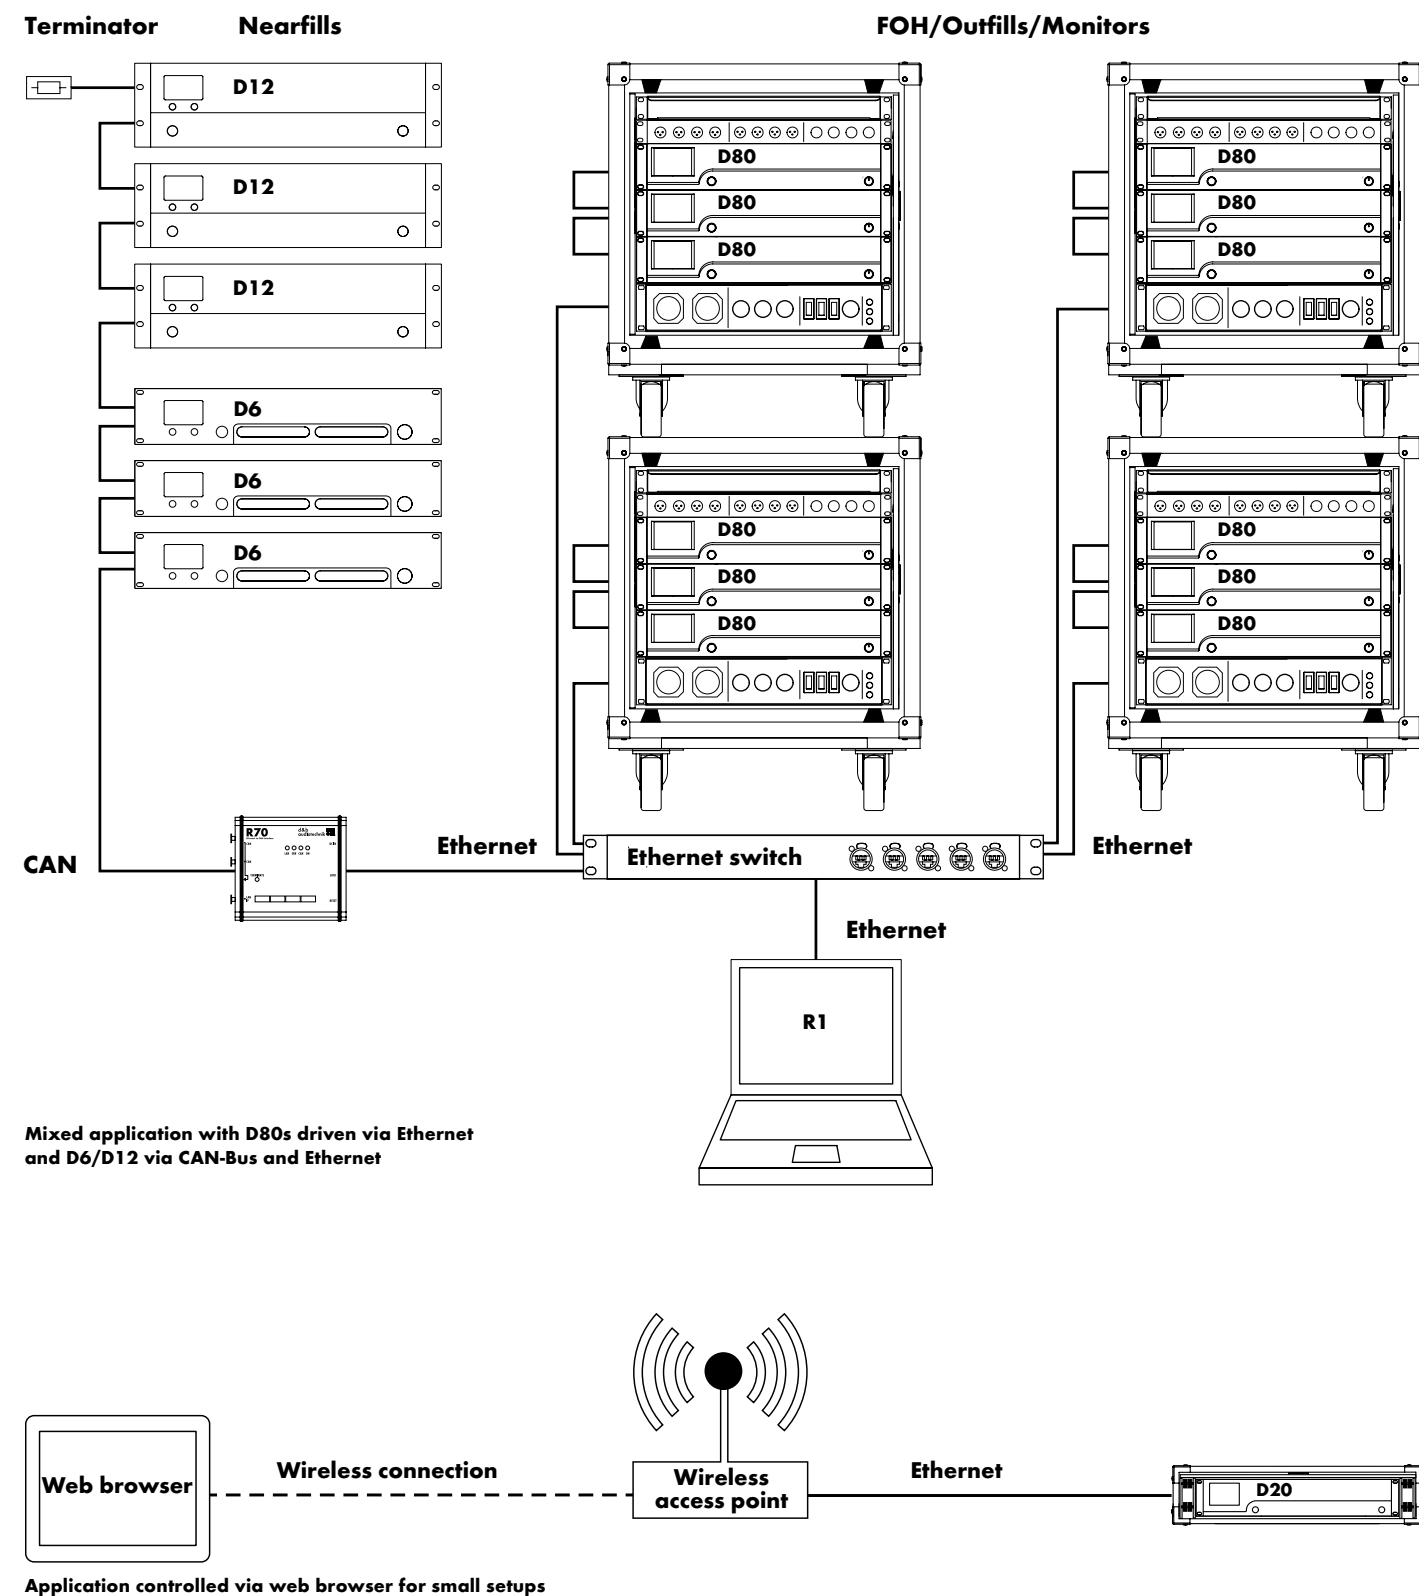 Terminator
Nearfills
FOH/Outfills/Monitors
D12
D12
D12
D6
D6
D6
D80
D80
D80
D80
D80
D80
D80
D80
D80
D80
D80
D80
CAN
R70
d&b
audiotechnik
Ethernet
Ethernet switch
Ethernet
Ethernet
R1
Mixed application with D80s driven via Ethernet
and D6/D12 via CAN-Bus and Ethernet
Web browser
Wireless connection
Wireless
access point
Ethernet
D20
Application controlled via web browser for small setups